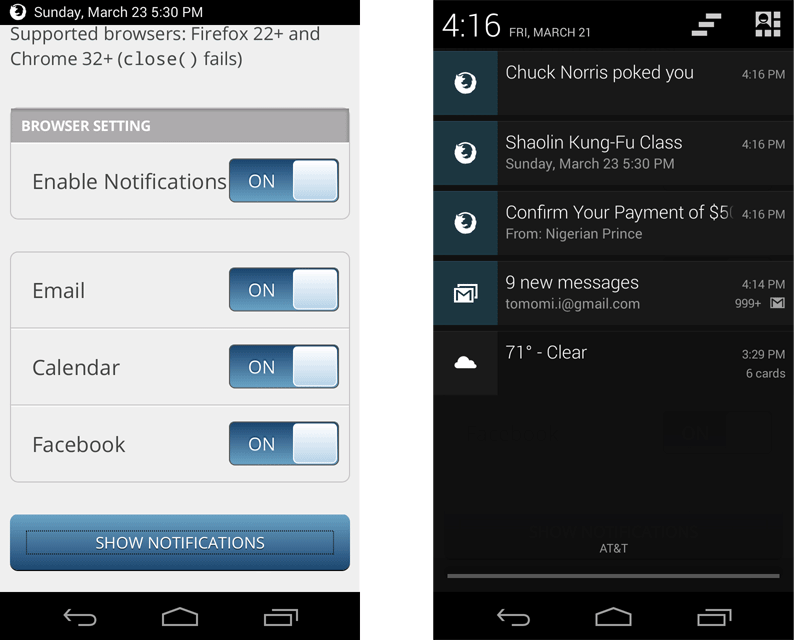 Sunday, March 23 5:30 PM
Supported browsers: Firefox 22+ and
Chrome 32+ (close() fails)
BROWSER SETTING
Enable Notifications ON
Email ON
Calendar ON
Facebook ON
SHOW NOTIFICATIONS
4:16 FRI, MARCH 21
Chuck Norris poked you 4:16 PM
Shaolin Kung-Fu Class 4:16 PM
Sunday, March 23 5:30 PM
Confirm Your Payment of $50 4:16 PM
From: Nigerian Prince
9 new messages 4:14 PM
tomomi.i@gmail.com 999+
71° - Clear 3:29 PM
6 cards
AT&T